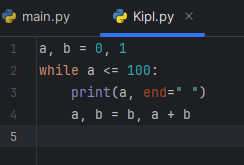 main.py Kipl.py ×
1 a, b = 0, 1
2 while a <= 100:
3     print(a, end=" ")
4     a, b = b, a + b
5